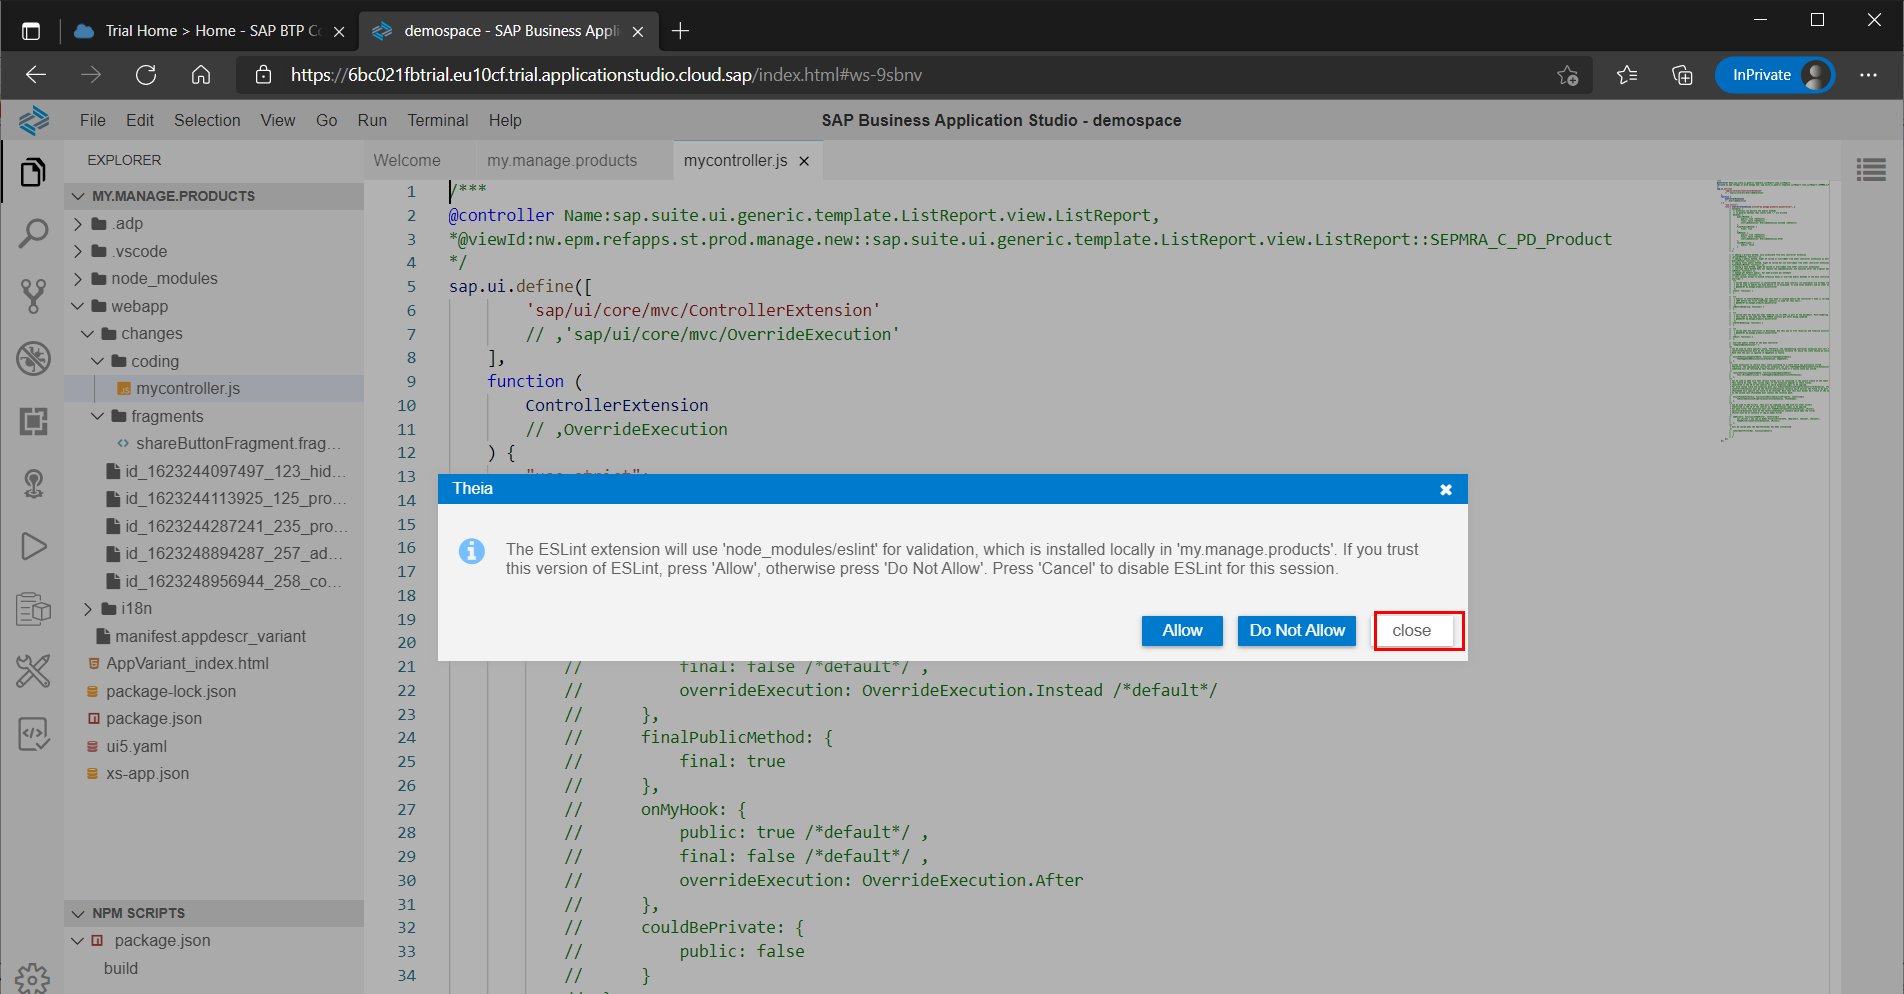 Trial Home > Home - SAP BTP Co
demospace - SAP Business Appli
https://6bc021fbtrial.eu10cf.trial.applicationstudio.cloud.sap/index.html#ws-9sbnv
InPrivate
File Edit Selection View Go Run Terminal Help
SAP Business Application Studio - demospace
EXPLORER
MY.MANAGE.PRODUCTS
.adp
.vscode
node_modules
webapp
changes
coding
JS mycontroller.js
fragments
<> shareButtonFragment.frag...
id_1623244097497_123_hid...
id_1623244113925_125_pro...
id_1623244287241_235_pro...
id_1623248894287_257_ad...
id_1623248956944_258_co...
i18n
manifest.appdescr_variant
AppVariant_index.html
package-lock.json
package.json
ui5.yaml
xs-app.json
NPM SCRIPTS
package.json
build
Welcome my.manage.products mycontroller.js
1 /***
2 @controller Name:sap.suite.ui.generic.template.ListReport.view.ListReport,
3 *@viewId:nw.epm.refapps.st.prod.manage.new::sap.suite.ui.generic.template.ListReport.view.ListReport::SEPMRA_C_PD_Product
4 */
5 sap.ui.define([
6 'sap/ui/core/mvc/ControllerExtension'
7 // ,'sap/ui/core/mvc/OverrideExecution'
8 ],
9 function (
10 ControllerExtension
11 // ,OverrideExecution
12 ) {
13 "use strict";
14
15
16
17
18
19
20
Theia
The ESLint extension will use 'node_modules/eslint' for validation, which is installed locally in 'my.manage.products'. If you trust
this version of ESLint, press 'Allow', otherwise press 'Do Not Allow'. Press 'Cancel' to disable ESLint for this session.
Allow Do Not Allow close
21 // final: false /*default*/ ,
22 // overrideExecution: OverrideExecution.Instead /*default*/
23 // },
24 // finalPublicMethod: {
25 // final: true
26 // },
27 // onMyHook: {
28 // public: true /*default*/ ,
29 // final: false /*default*/ ,
30 // overrideExecution: OverrideExecution.After
31 // },
32 // couldBePrivate: {
33 // public: false
34 // }